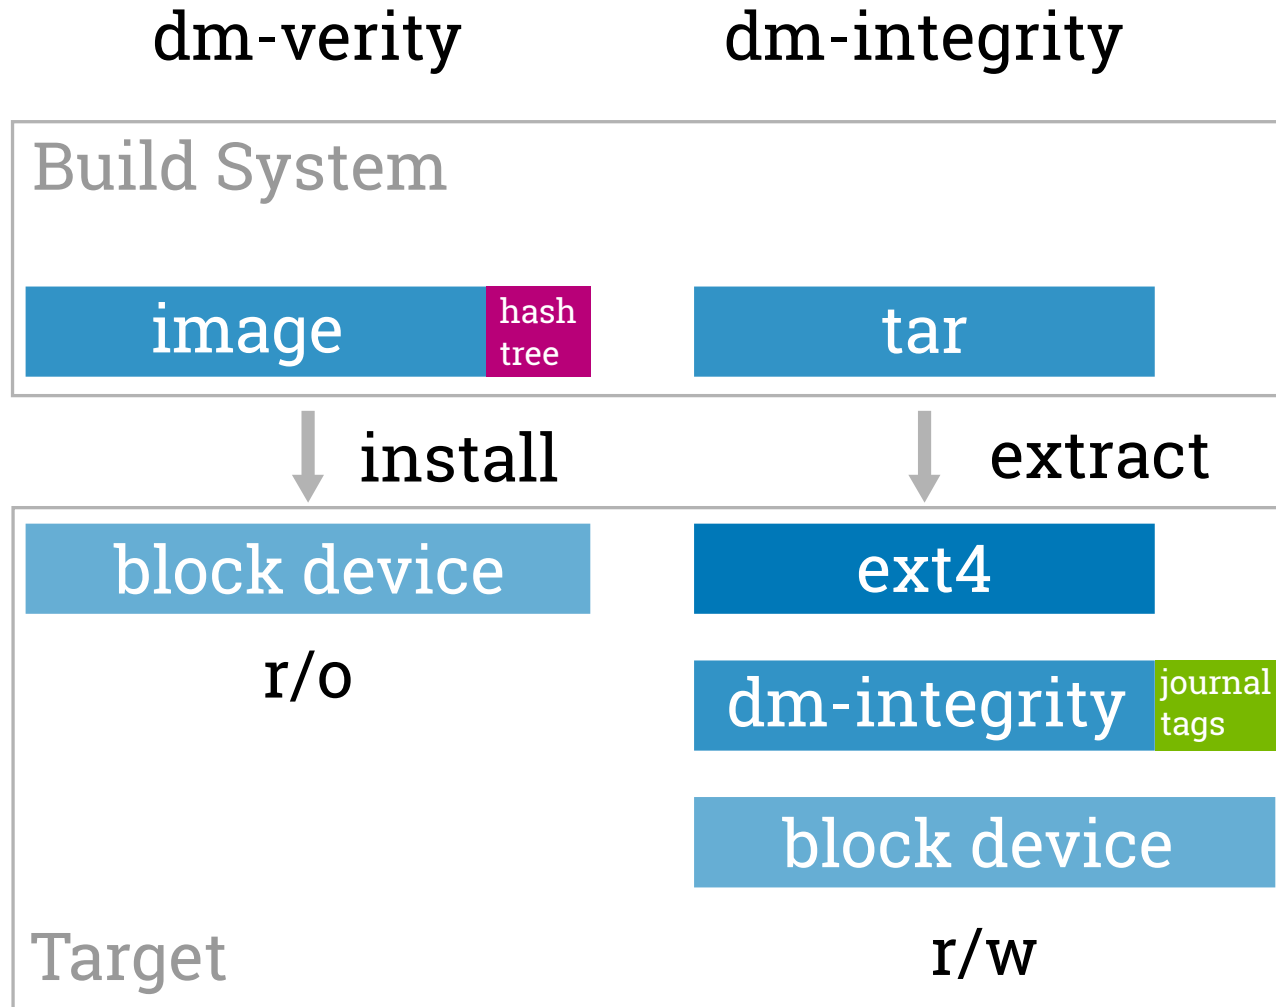 dm-verity dm-integrity
Build System
image
hash
tree
tar
install
extract
block device
ext4
r/o
dm-integrity
journal
tags
block device
r/w
Target